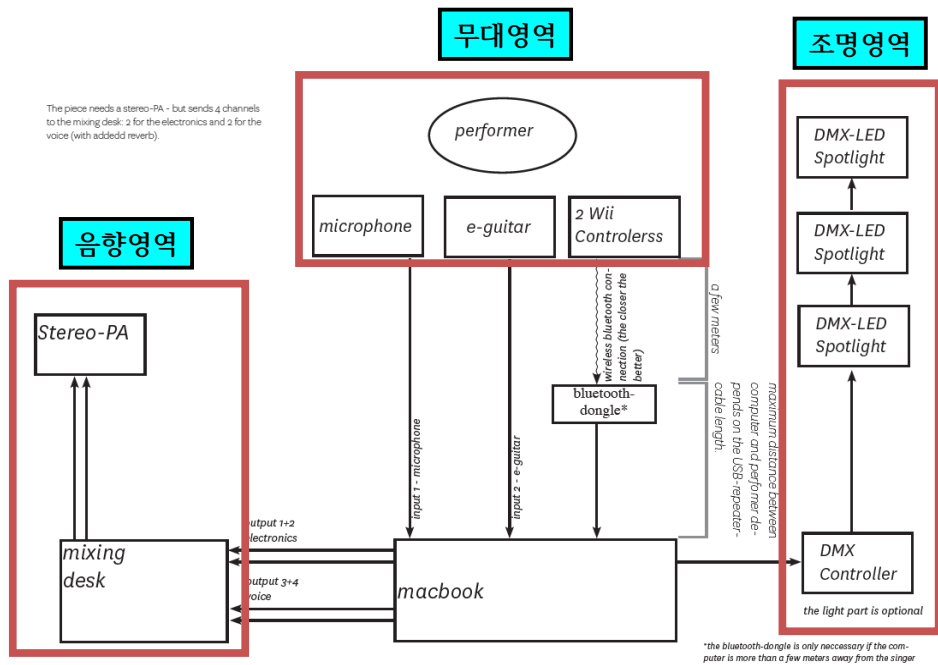 무대영역
조명영역
The piece needs a stereo-PA - but sends 4 channels
to the mixing desk: 2 for the electronics and 2 for the
voice (with addedd reverb).
performer
microphone
e-guitar
2 Wii
Controlerss
DMX-LED
Spotlight
DMX-LED
Spotlight
DMX-LED
Spotlight
음향영역
Stereo-PA
wireless bluetooth con-
nection (the closer the
better)
a few meters
bluetooth-
dongle*
maximum distance between
computer and perfomer de-
pends on the USB-repeater-
cable length.
input 1 - microphone
input 2 - e-guitar
output 1+2
electronics
output 3+4
voice
mixing
desk
macbook
DMX
Controller
the light part is optional
*the bluetooth-dongle is only neccessary if the com-
puter is more than a few meters away from the singer